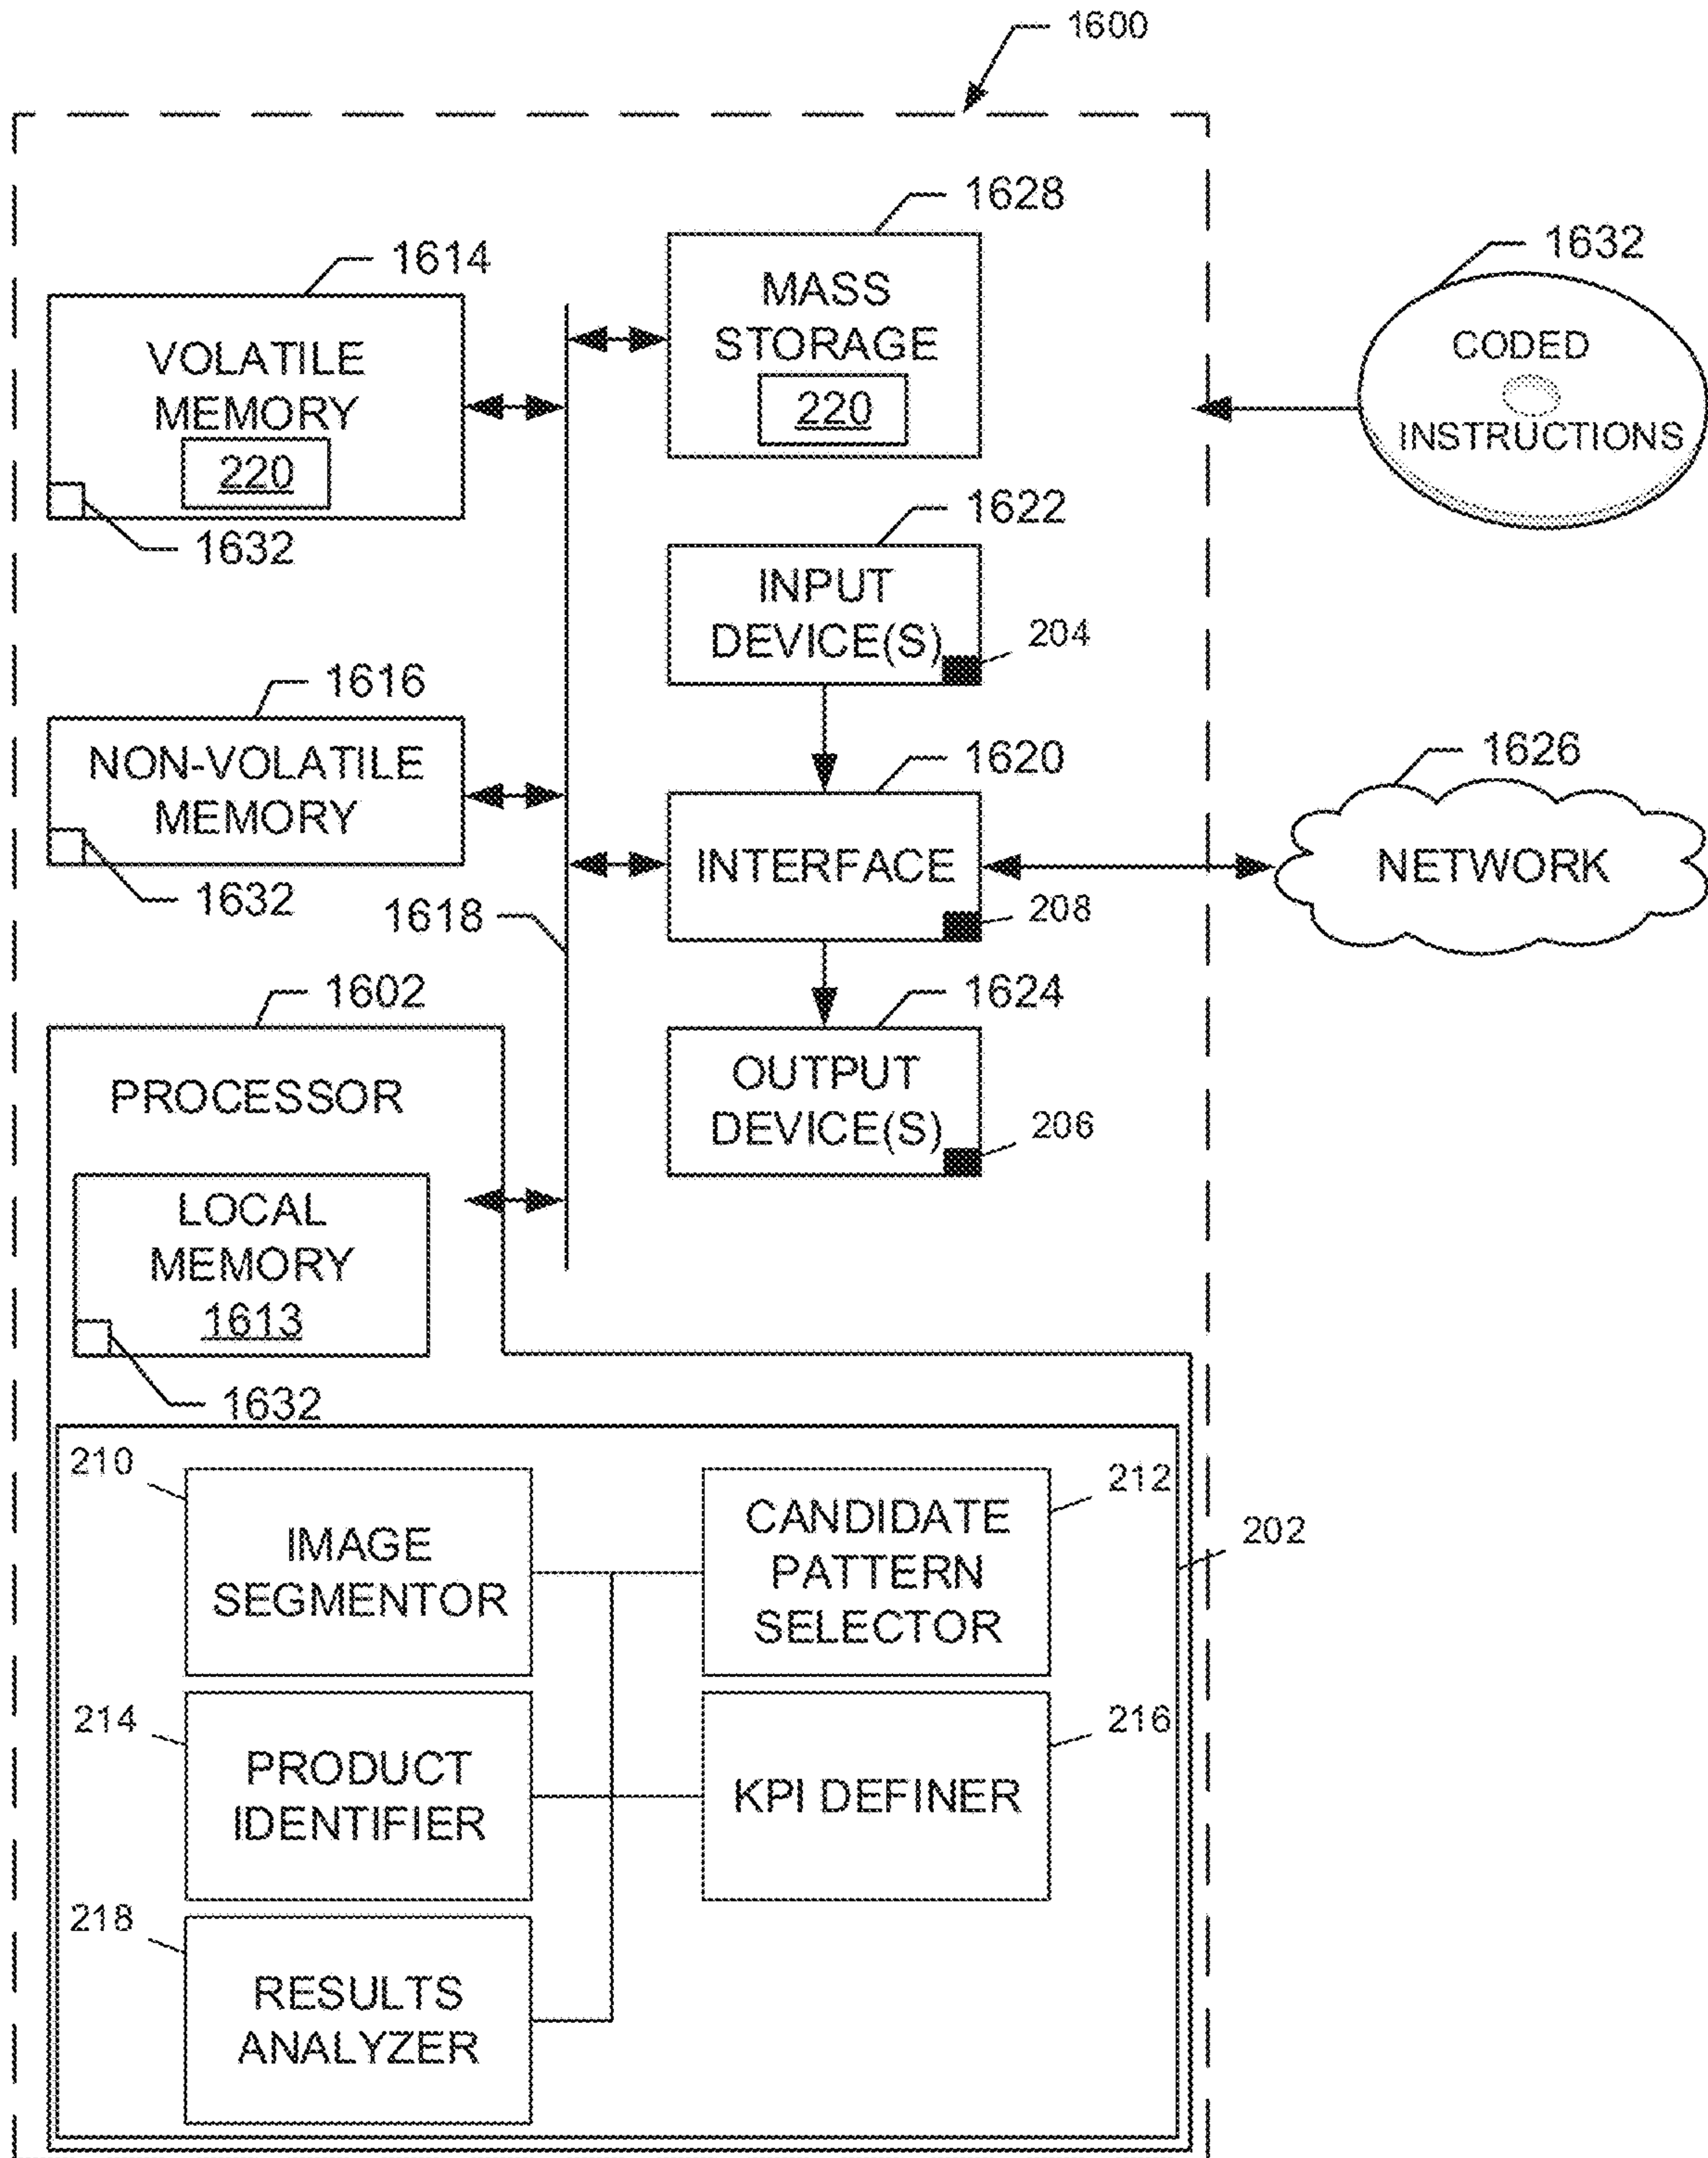 1600
1628
1614
MASS
STORAGE
220
VOLATILE
MEMORY
220
1632
1632
CODED
INSTRUCTIONS
1622
INPUT
DEVICE(S)
204
1616
NON-VOLATILE
MEMORY
1632
1618
1620
INTERFACE
208
1626
NETWORK
1602
PROCESSOR
1624
OUTPUT
DEVICE(S)
206
LOCAL
MEMORY
1613
1632
210
IMAGE
SEGMENTOR
212
CANDIDATE
PATTERN
SELECTOR
202
214
PRODUCT
IDENTIFIER
216
KPI DEFINER
218
RESULTS
ANALYZER